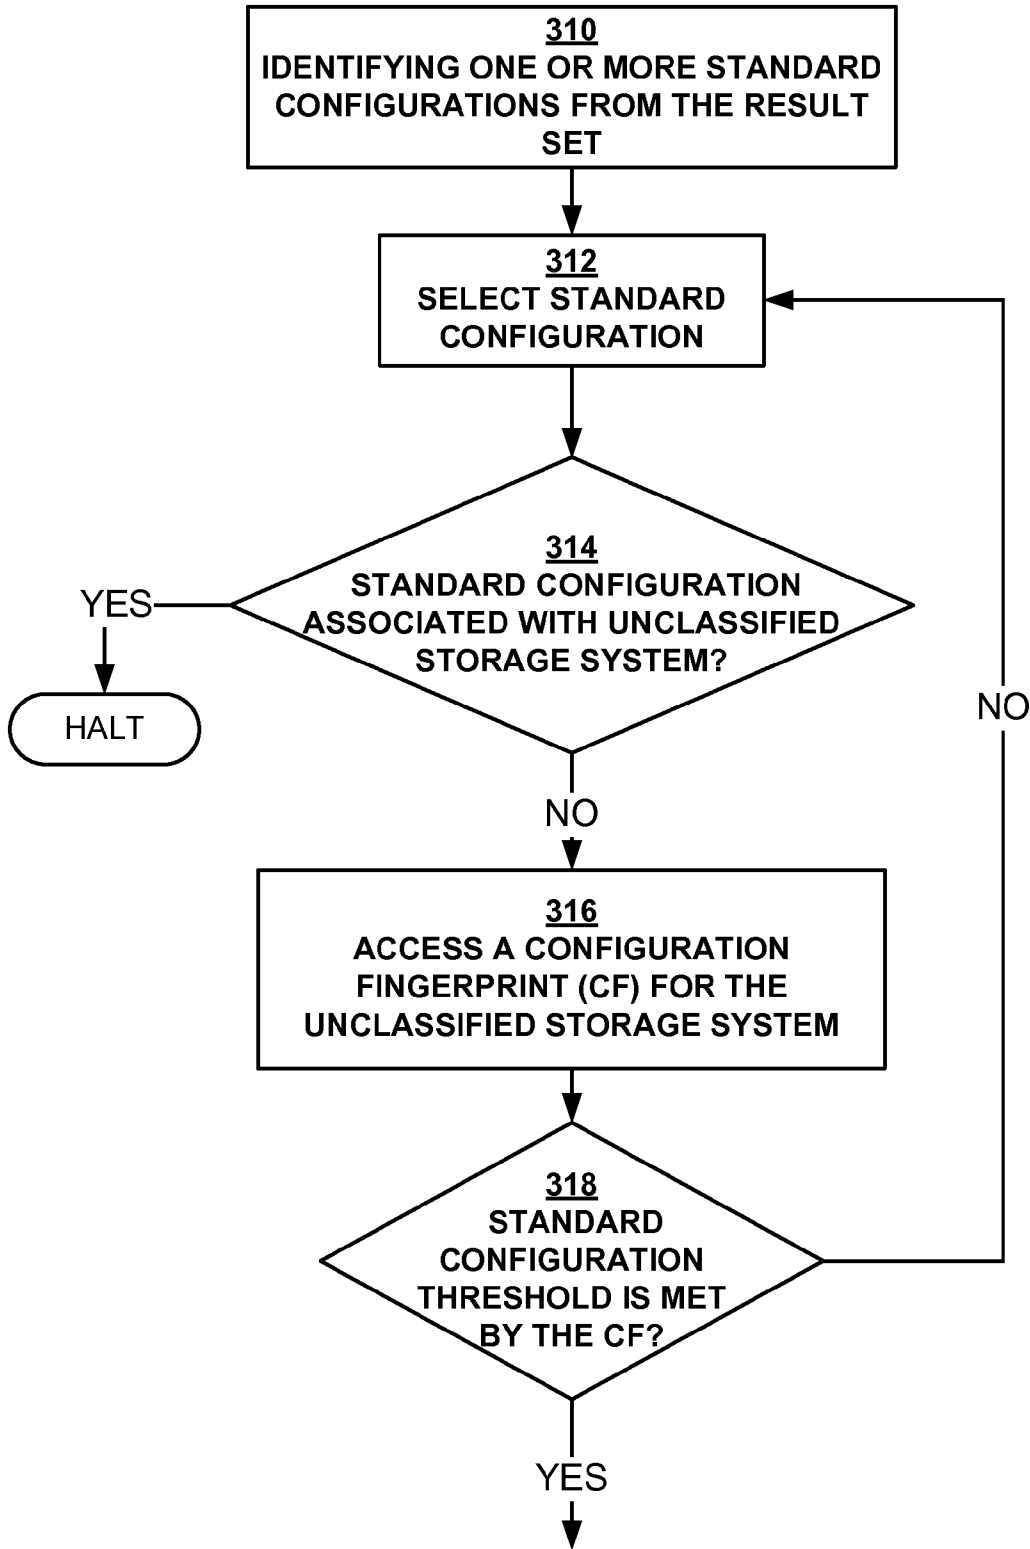 310
IDENTIFYING ONE OR MORE STANDARD
CONFIGURATIONS FROM THE RESULT
SET
312
SELECT STANDARD
CONFIGURATION
314
STANDARD CONFIGURATION
ASSOCIATED WITH UNCLASSIFIED
STORAGE SYSTEM?
YES
HALT
NO
NO
316
ACCESS A CONFIGURATION
FINGERPRINT (CF) FOR THE
UNCLASSIFIED STORAGE SYSTEM
318
STANDARD
CONFIGURATION
THRESHOLD IS MET
BY THE CF?
YES